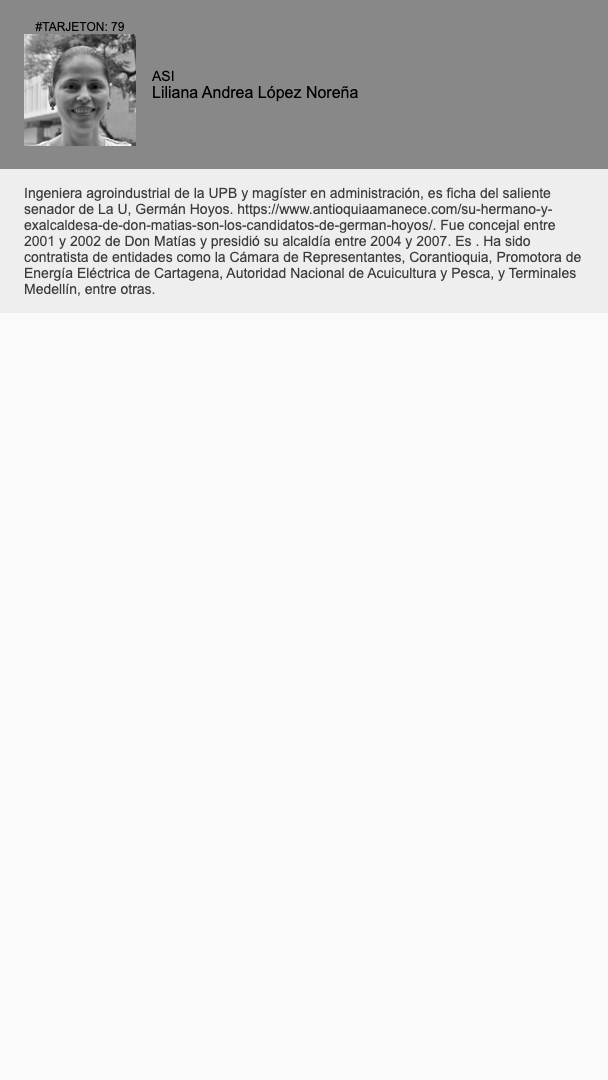 #TARJETON: 79
ASI
Liliana Andrea López Noreña
Ingeniera agroindustrial de la UPB y magíster en administración, es ficha del saliente
senador de La U, Germán Hoyos. https://www.antioquiaamanece.com/su-hermano-y-
exalcaldesa-de-don-matias-son-los-candidatos-de-german-hoyos/. Fue concejal entre
2001 y 2002 de Don Matías y presidió su alcaldía entre 2004 y 2007. Es . Ha sido
contratista de entidades como la Cámara de Representantes, Corantioquia, Promotora de
Energía Eléctrica de Cartagena, Autoridad Nacional de Acuicultura y Pesca, y Terminales
Medellín, entre otras.